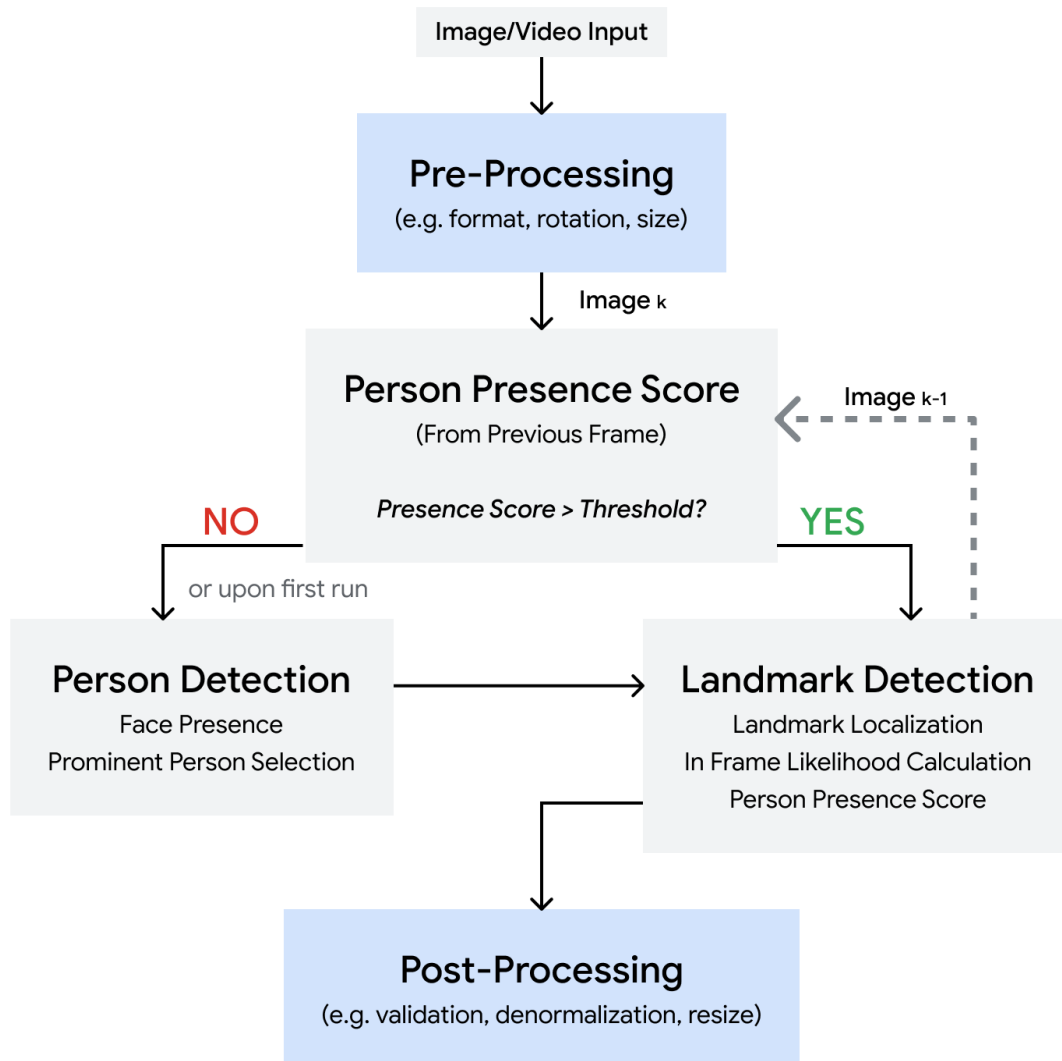 Image/Video Input
Pre-Processing
(e.g. format, rotation, size)
Image k
Person Presence Score
(From Previous Frame)
Image k-1
Presence Score > Threshold?
NO
YES
or upon first run
Person Detection
Face Presence
Prominent Person Selection
Landmark Detection
Landmark Localization
In Frame Likelihood Calculation
Person Presence Score
Post-Processing
(e.g. validation, denormalization, resize)